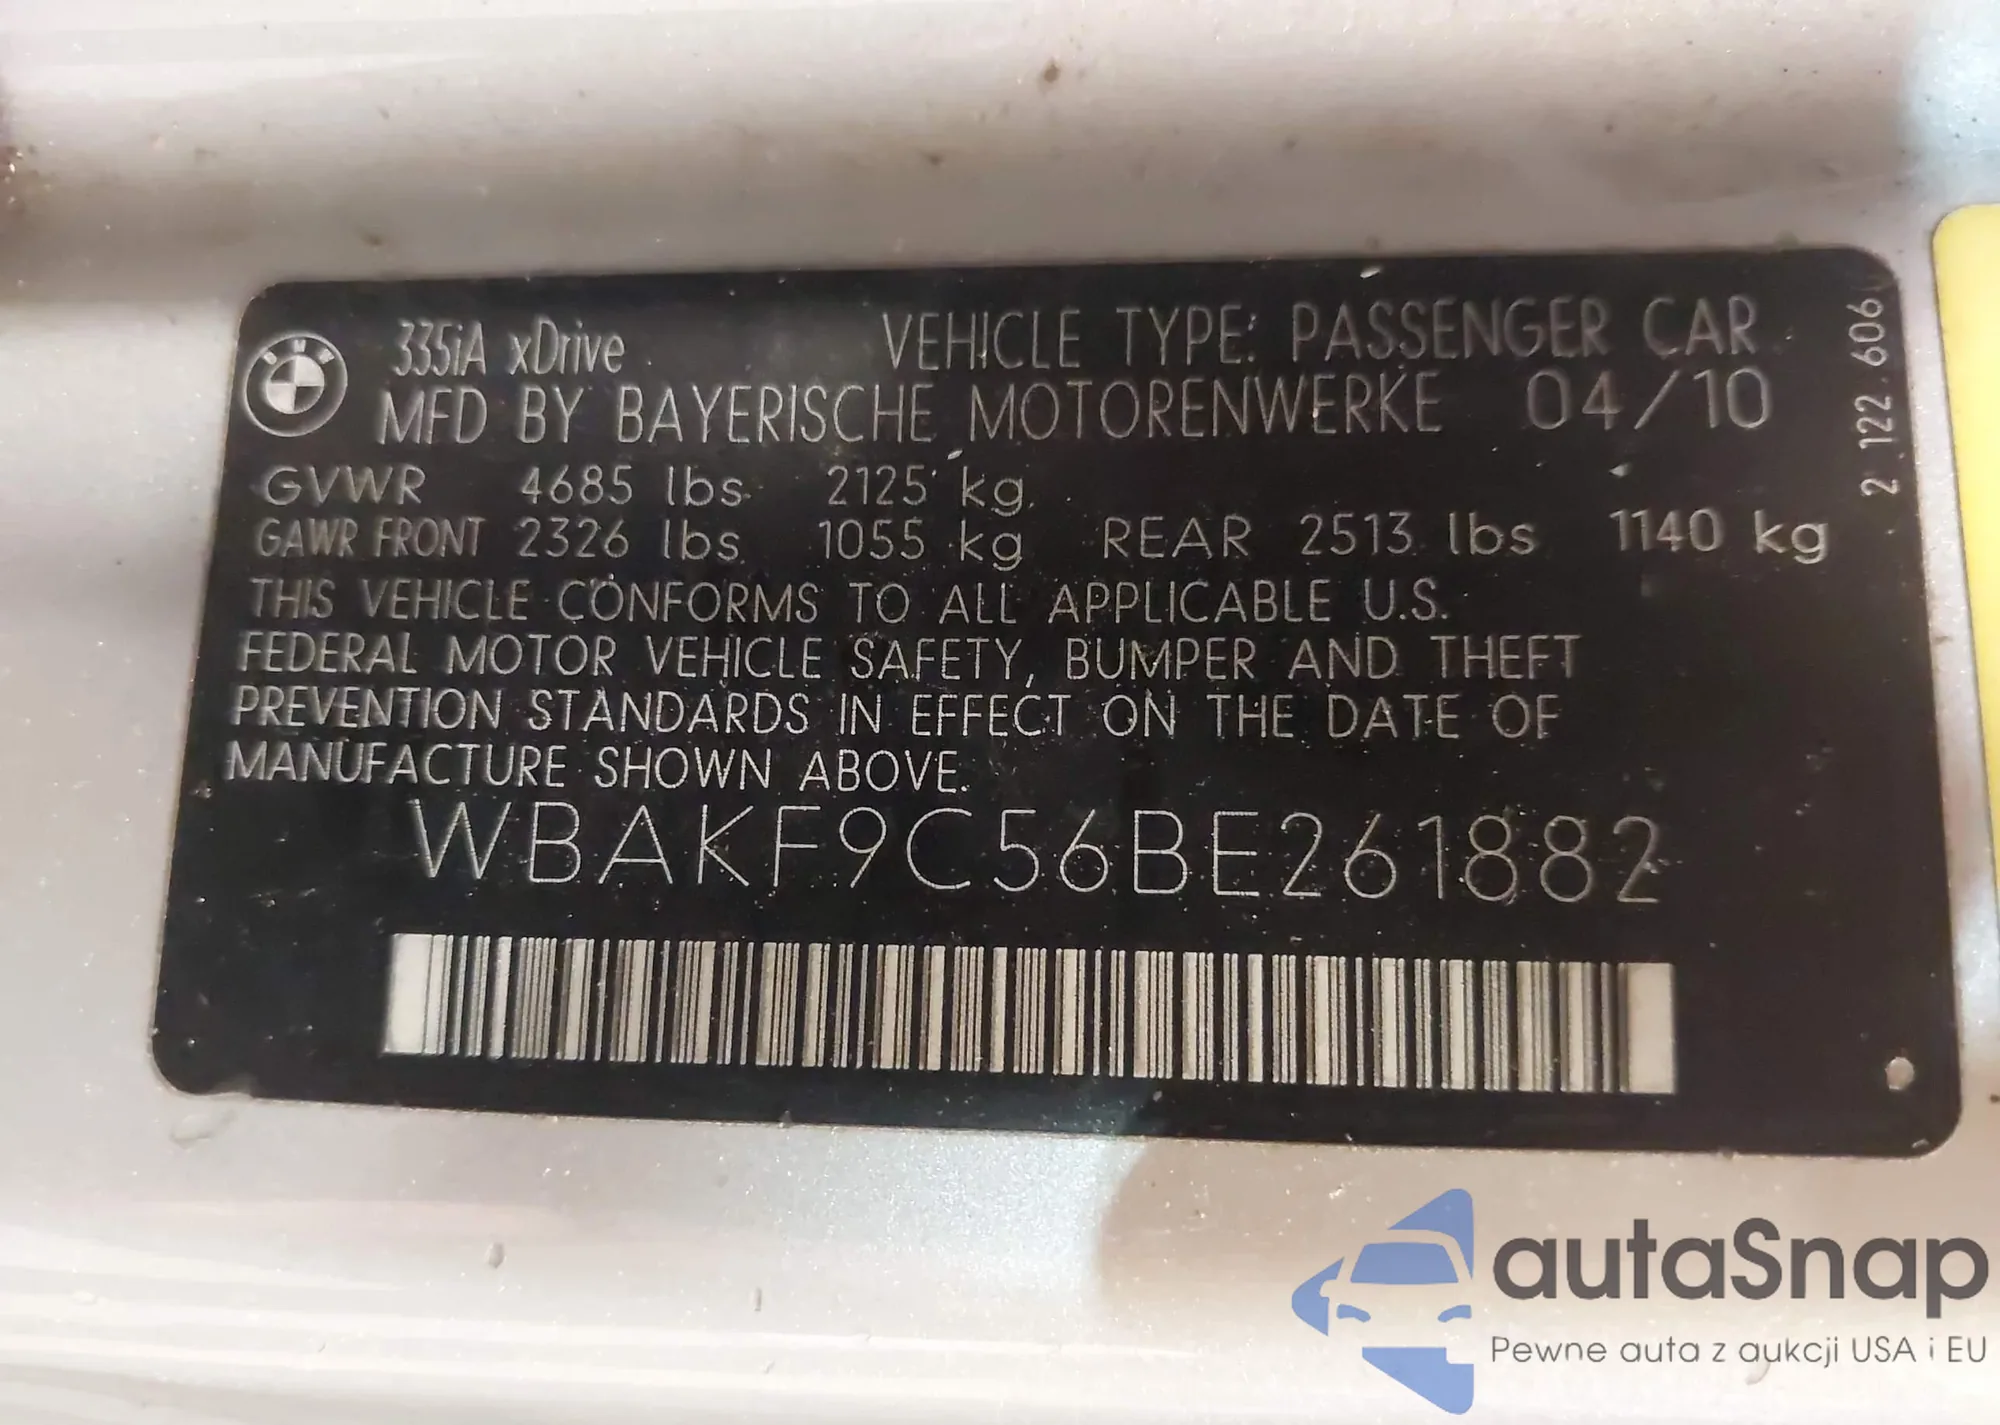 BMW
335iA xDrive VEHICLE TYPE: PASSENGER CAR
MFD BY BAYERISCHE MOTORENWERKE 04/10
GVWR 4685 lbs 2125 kg
GAWR FRONT 2326 lbs 1055 kg REAR 2513 lbs 1140 kg
THIS VEHICLE CONFORMS TO ALL APPLICABLE U.S.
FEDERAL MOTOR VEHICLE SAFETY, BUMPER AND THEFT
PREVENTION STANDARDS IN EFFECT ON THE DATE OF
MANUFACTURE SHOWN ABOVE.
WBAKF9C56BE261882
2 122 606
autaSnap
Pewne auta z aukcji USA i EU